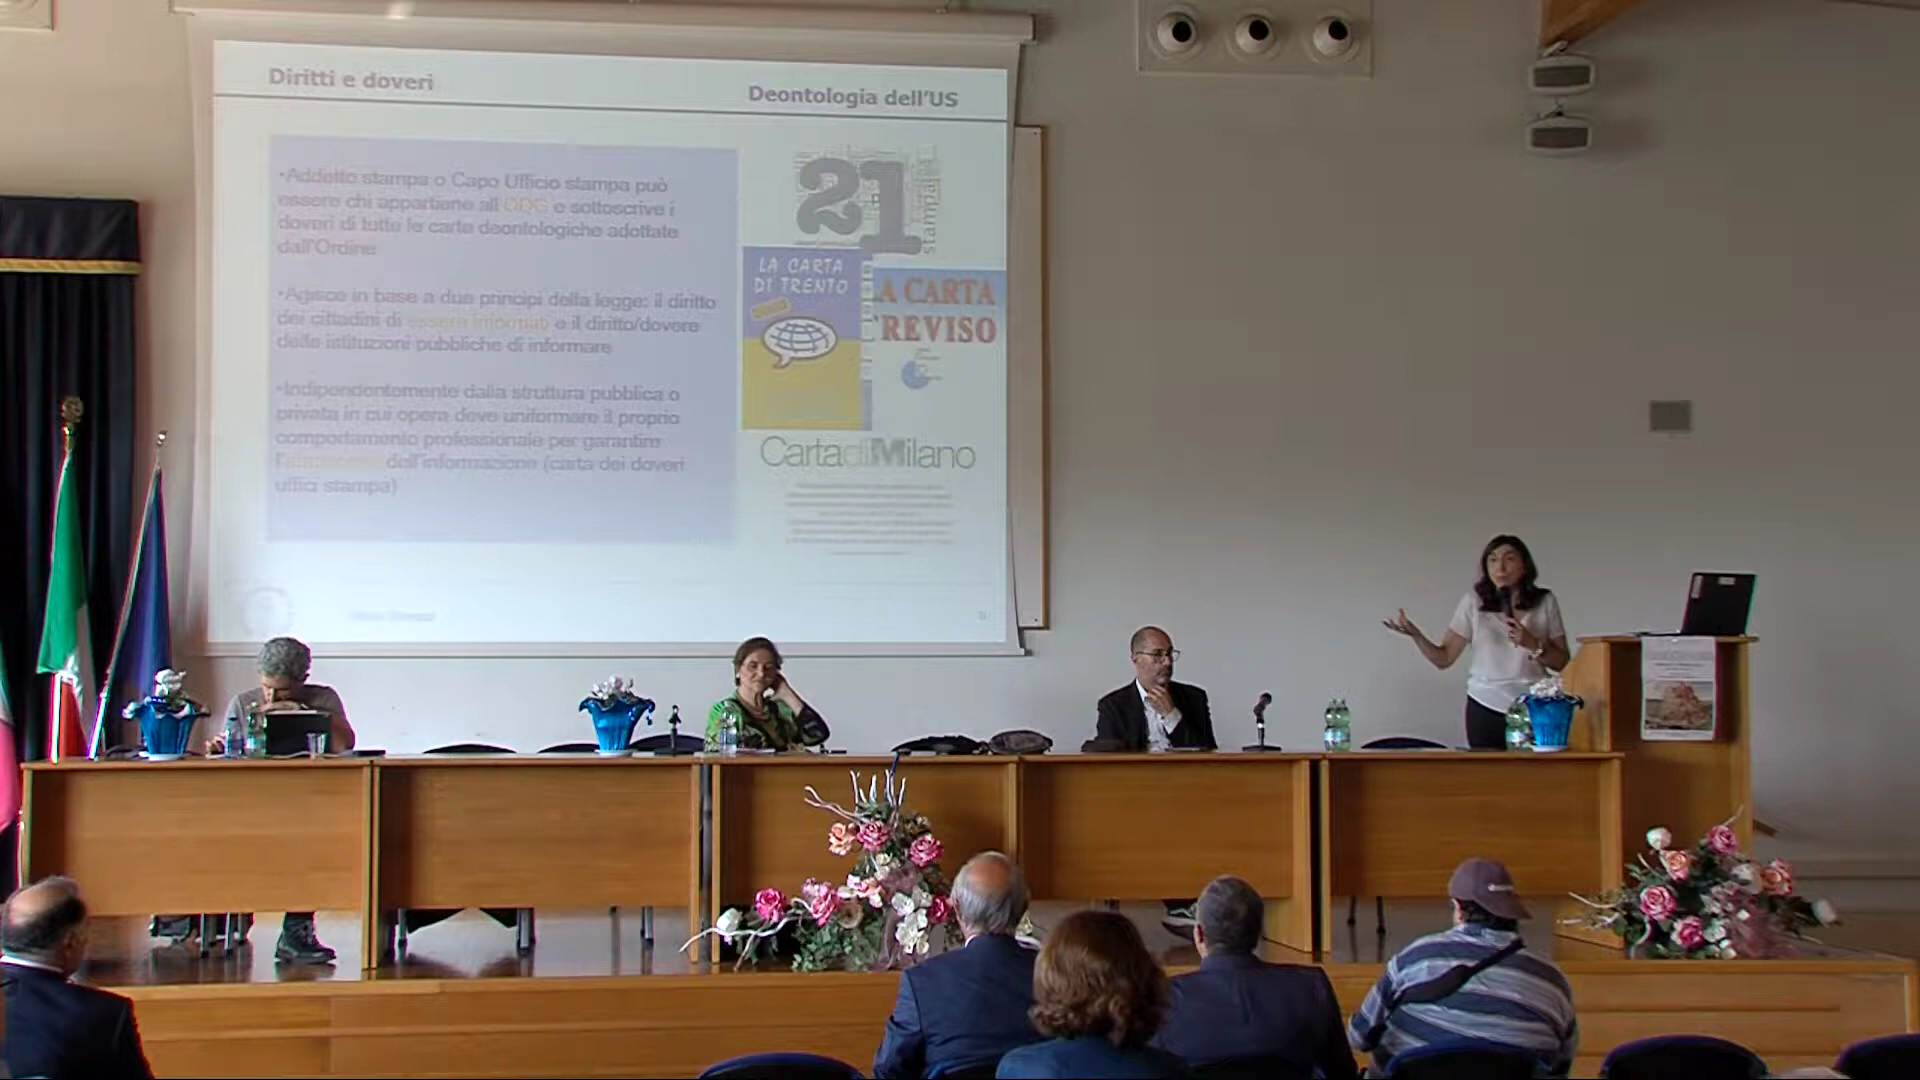 Diritti e doveri
Deontologia dell'US
•Addetto stampa o Capo Ufficio stampa può
essere chi appartiene all ODG e sottoscrive i
doveri di tutte le carte deontologiche adottate
dall'Ordine
•Agisce in base a due principi della legge: il diritto
dei cittadini di essere informati e il diritto/dovere
delle istituzioni pubbliche di informare
•Indipendentemente dalla struttura pubblica o
privata in cui opera deve uniformare il proprio
comportamento professionale per garantire
l'autonomia dell'informazione (carta dei doveri
uffici stampa)
21
stampa
LA CARTA
DI TRENTO
A CARTA
REVISO
CartadiMilano